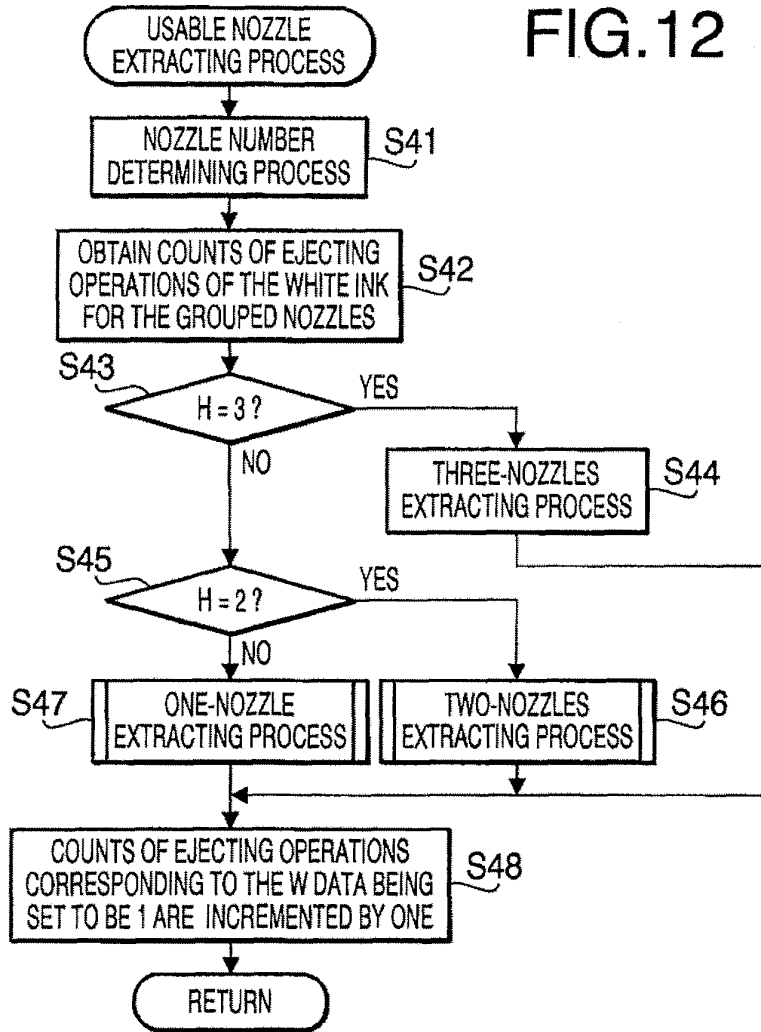 FIG.12
USABLE NOZZLE
EXTRACTING PROCESS
NOZZLE NUMBER
DETERMINING PROCESS
S41
OBTAIN COUNTS OF EJECTING
OPERATIONS OF THE WHITE INK
FOR THE GROUPED NOZZLES
S42
S43
H = 3 ?
YES
NO
THREE-NOZZLES
EXTRACTING PROCESS
S44
S45
H = 2 ?
YES
NO
S47
ONE-NOZZLE
EXTRACTING PROCESS
TWO-NOZZLES
EXTRACTING PROCESS
S46
COUNTS OF EJECTING OPERATIONS
CORRESPONDING TO THE W DATA BEING
SET TO BE 1 ARE INCREMENTED BY ONE
S48
RETURN